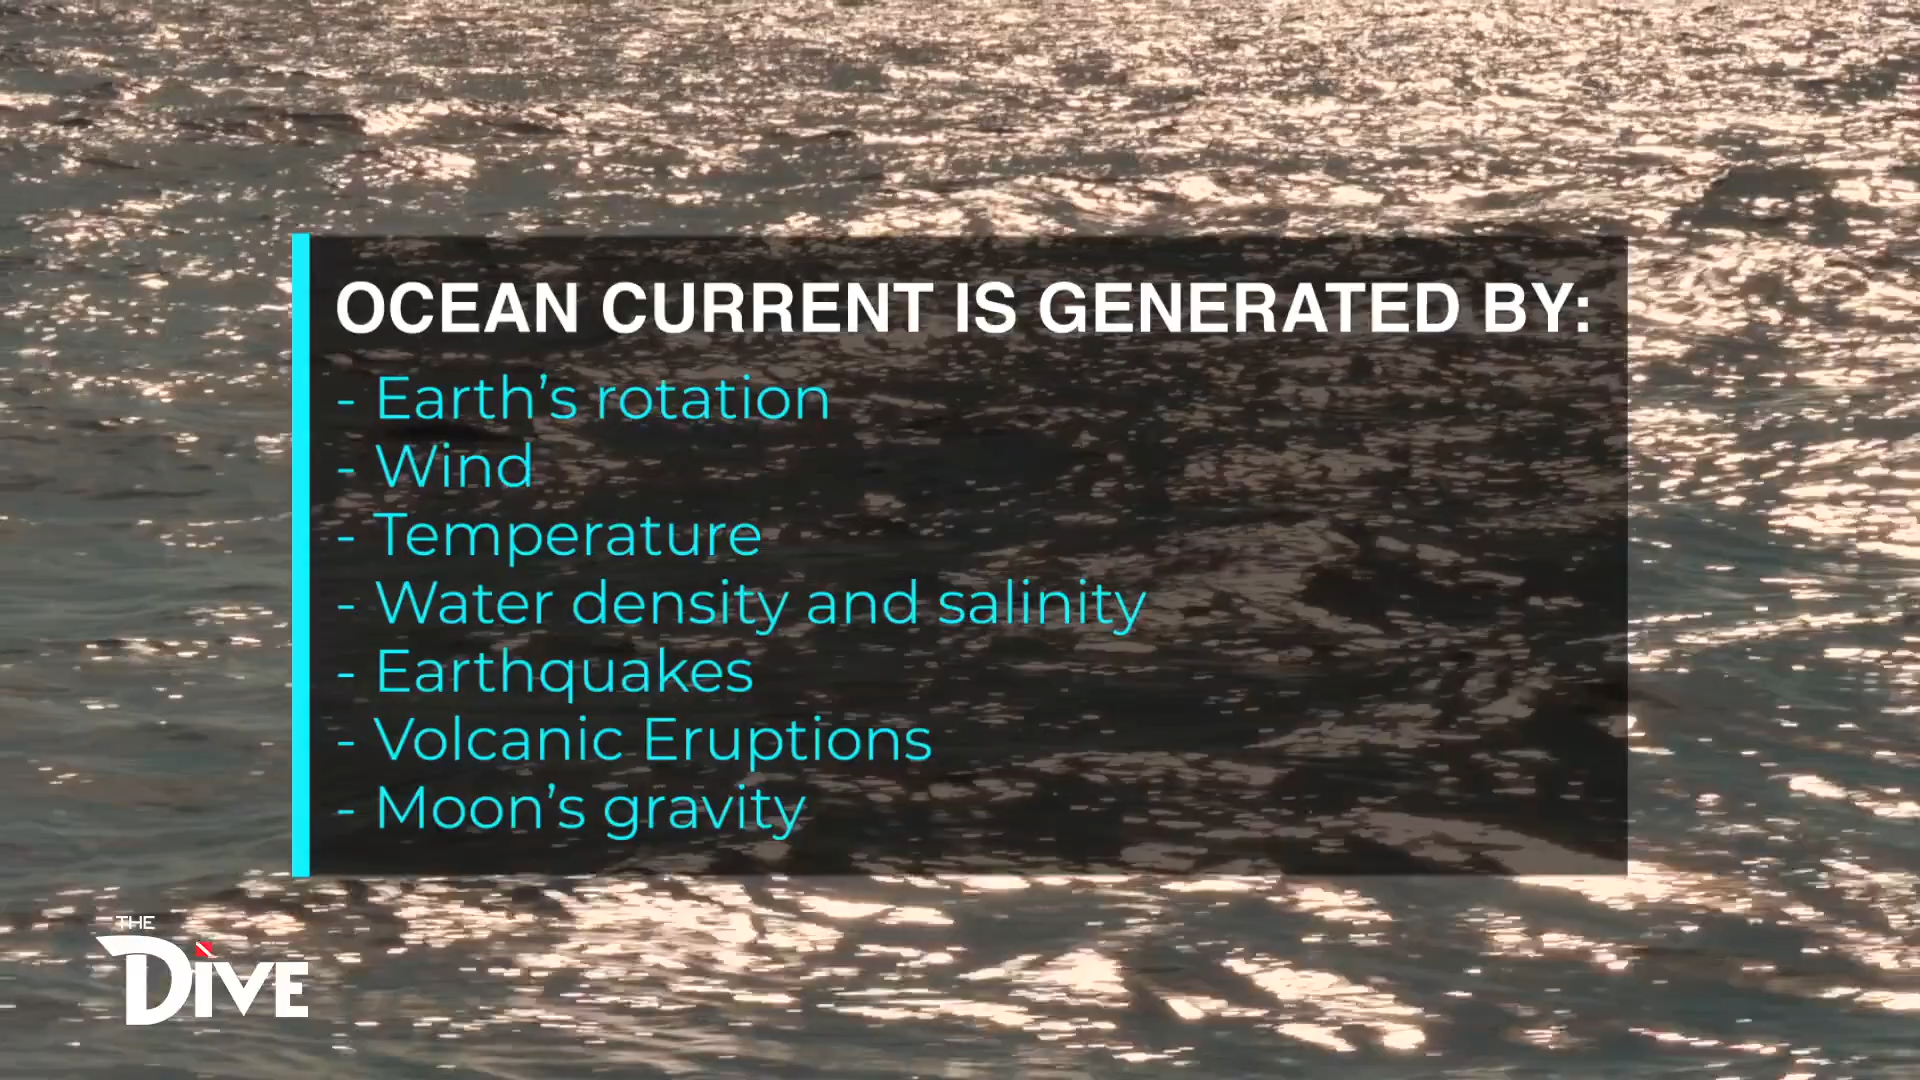 OCEAN CURRENT IS GENERATED BY:
- Earth’s rotation
- Wind
- Temperature
- Water density and salinity
- Earthquakes
- Volcanic Eruptions
- Moon’s gravity
THE
DIVE